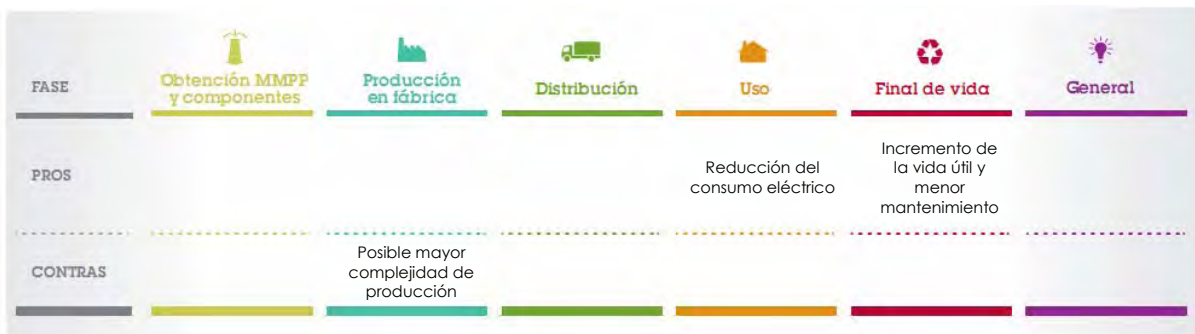 FASE
Obtención MMPP
y componentes
Producción
en fábrica
Distribución
Uso
Final de vida
General
PROS
Reducción del
consumo eléctrico
Incremento de
la vida útil y
menor
mantenimiento
CONTRAS
Posible mayor
complejidad de
producción